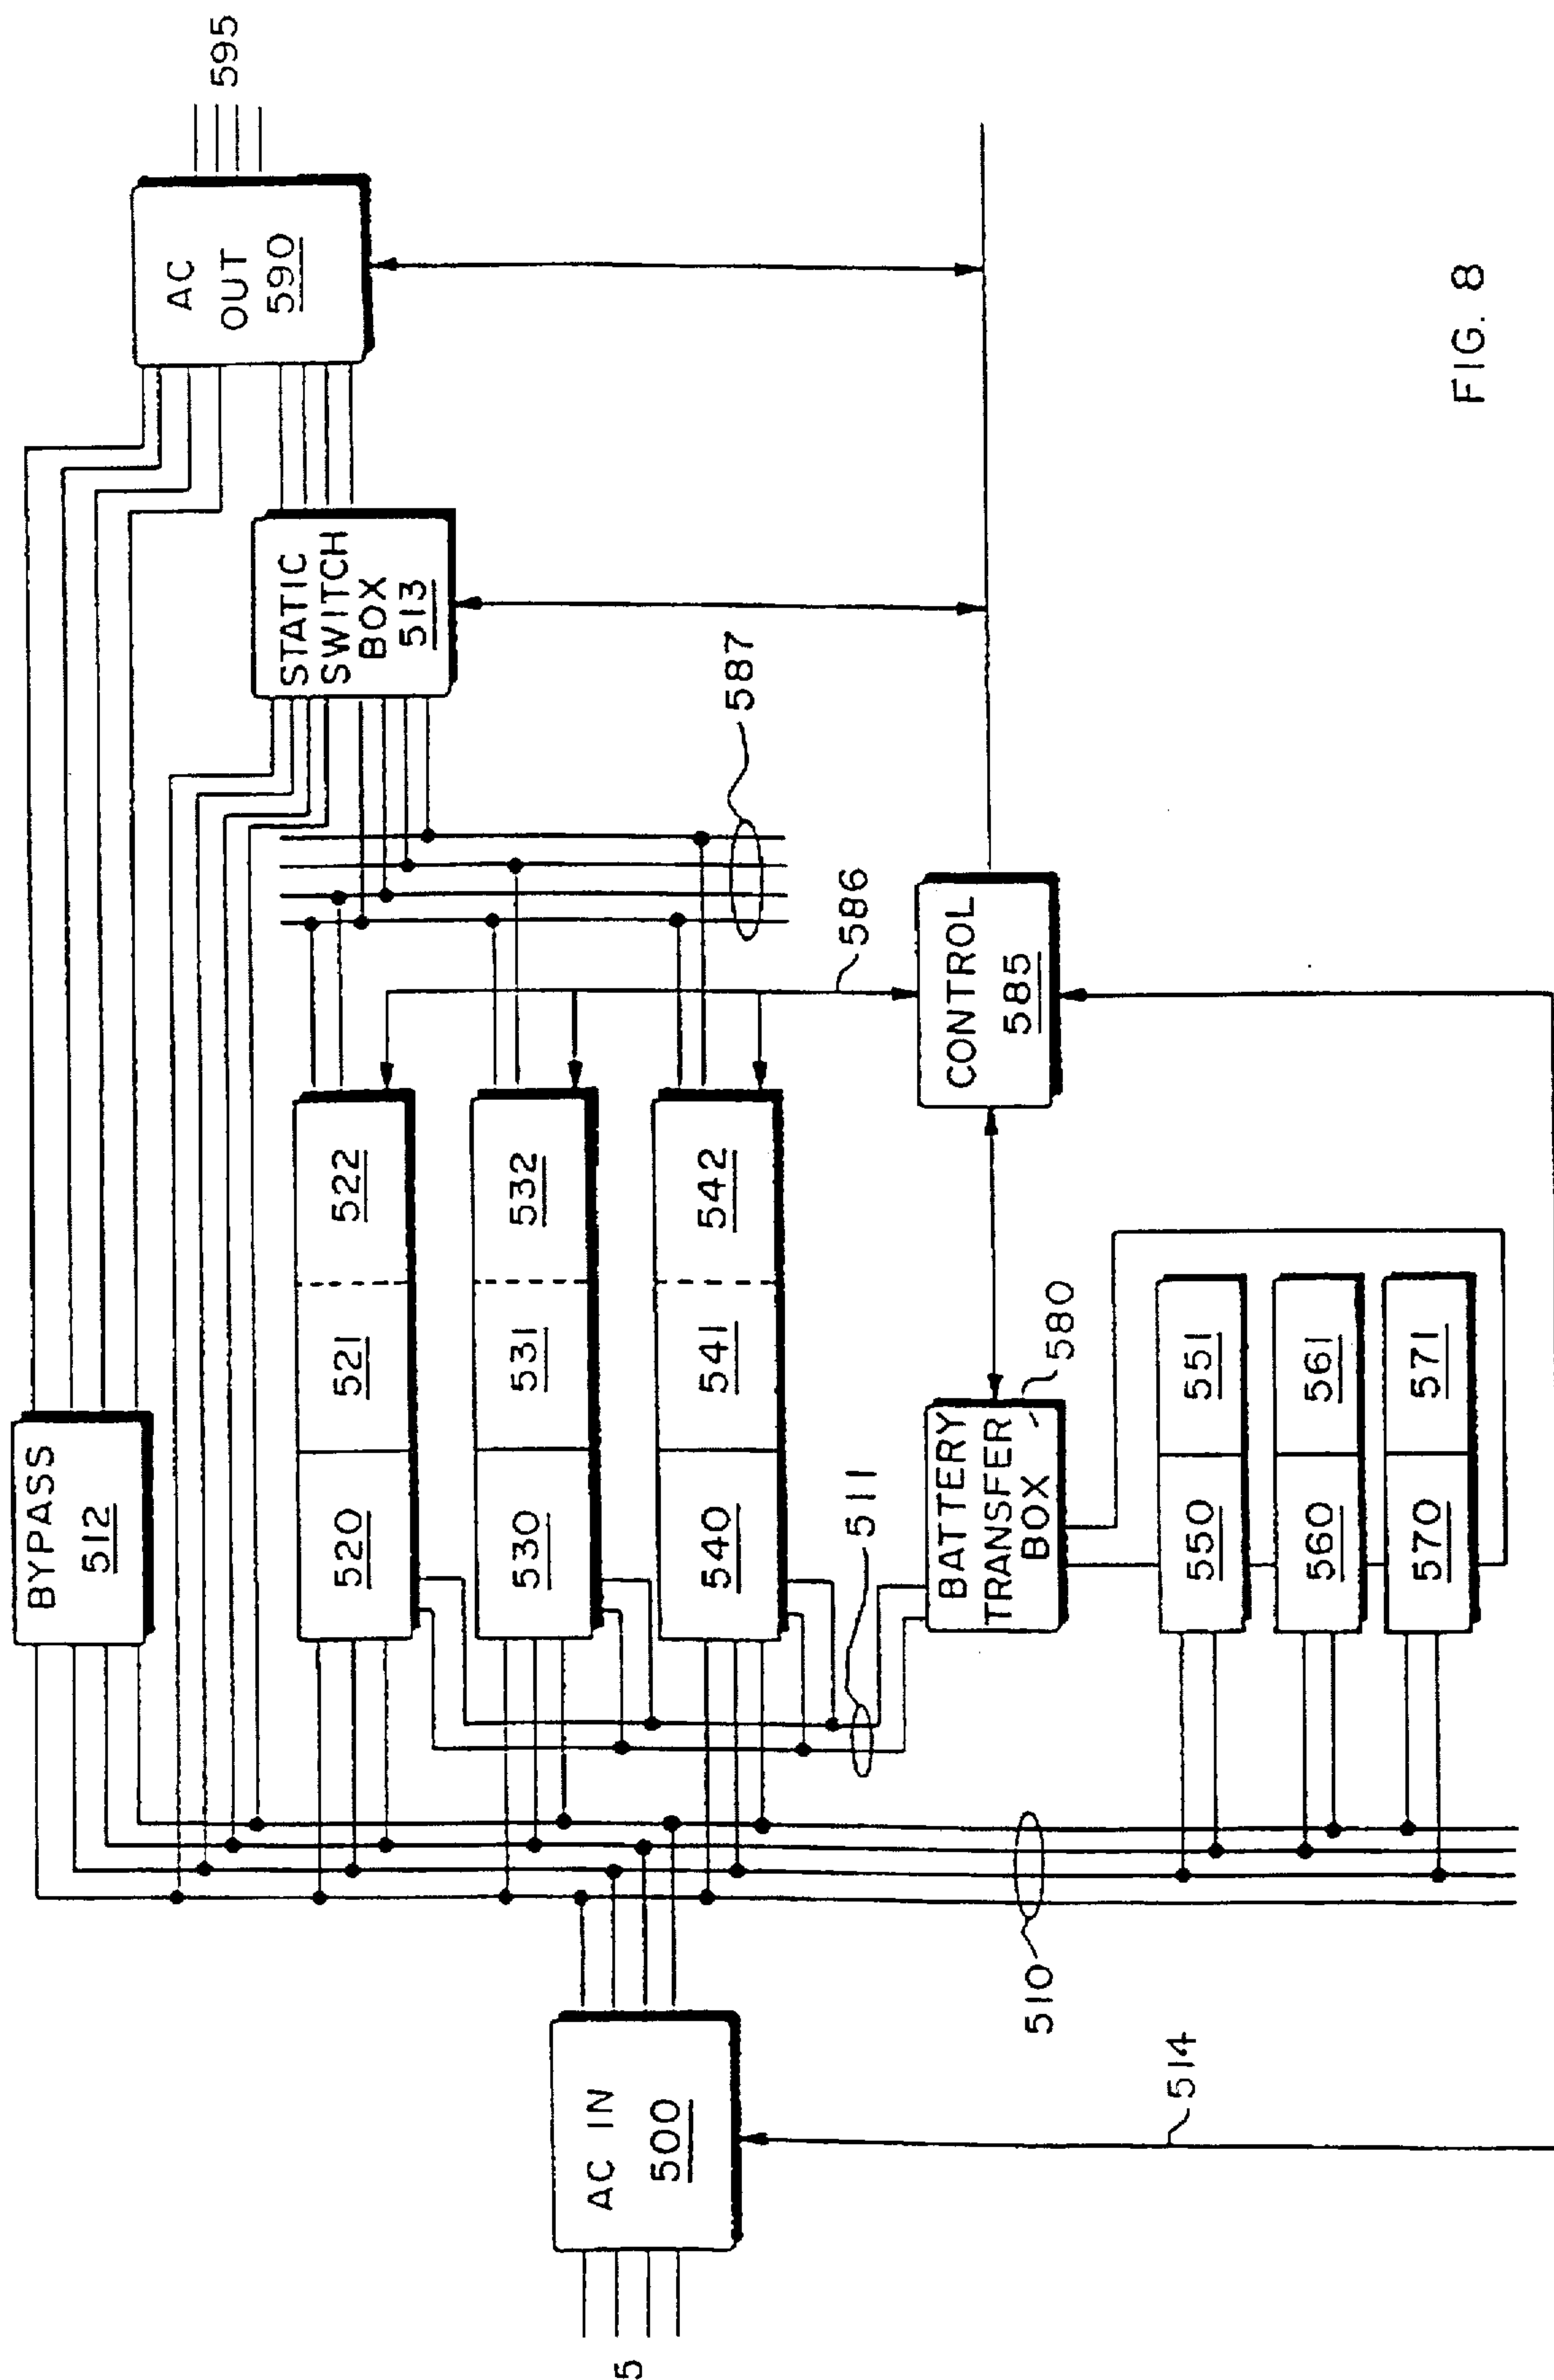 595
AC
OUT
590
BYPASS
512
STATIC
SWITCH
BOX
513
587
520
521
522
530
531
532
540
541
542
586
511
AC IN
500
5
510
BATTERY
TRANSFER
BOX
580
CONTROL
585
550
551
560
561
570
571
514
FIG. 8